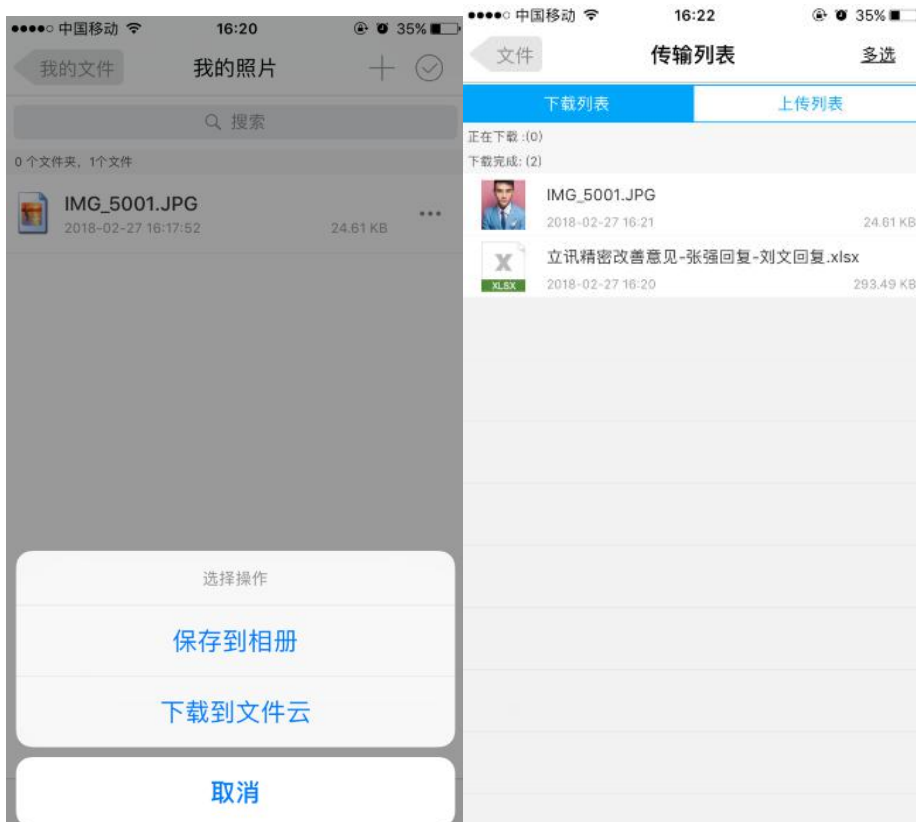 中国移动 16:20 35%
我的文件 我的照片
搜索
0 个文件夹，1个文件
IMG_5001.JPG
2018-02-27 16:17:52 24.61 KB
选择操作
保存到相册
下载到文件云
取消
中国移动 16:22 35%
文件 传输列表 多选
下载列表 上传列表
正在下载 :(0)
下载完成: (2)
IMG_5001.JPG
2018-02-27 16:21 24.61 KB
立讯精密改善意见-张强回复-刘文回复.xlsx
X
XLSX 2018-02-27 16:20 293.49 KB